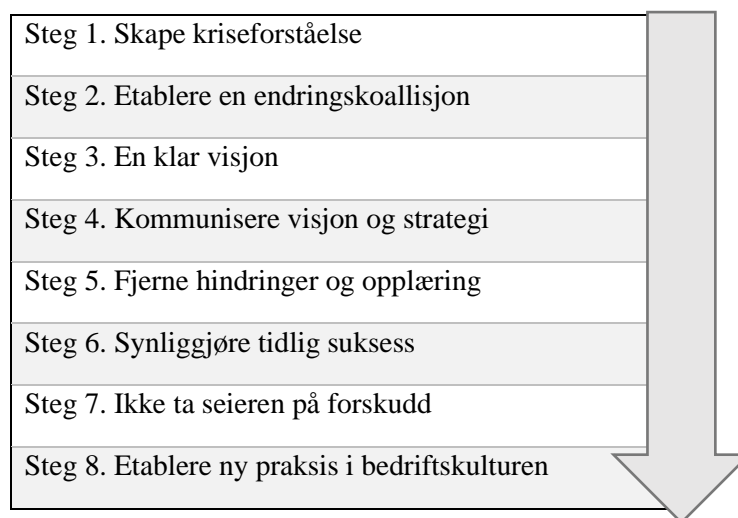 Steg 1. Skape kriseforståelse
Steg 2. Etablere en endringskoallisjon
Steg 3. En klar visjon
Steg 4. Kommunisere visjon og strategi
Steg 5. Fjerne hindringer og opplæring
Steg 6. Synliggjøre tidlig suksess
Steg 7. Ikke ta seieren på forskudd
Steg 8. Etablere ny praksis i bedriftskulturen